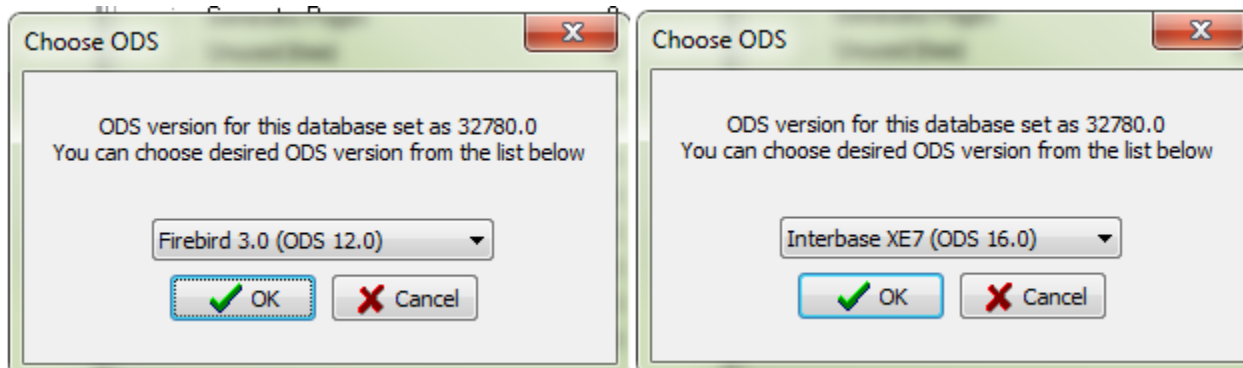 Choose ODS
ODS version for this database set as 32780.0
You can choose desired ODS version from the list below
Firebird 3.0 (ODS 12.0)
OK
Cancel
Choose ODS
ODS version for this database set as 32780.0
You can choose desired ODS version from the list below
Interbase XE7 (ODS 16.0)
OK
Cancel